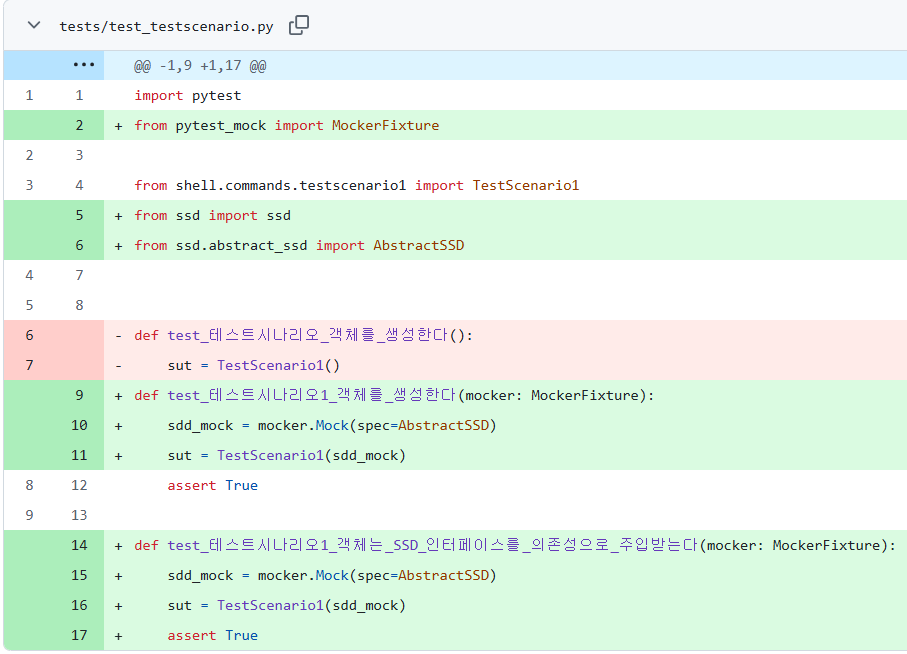 tests/test_testscenario.py
... @@ -1,9 +1,17 @@
1 1 import pytest
2 + from pytest_mock import MockerFixture
2 3
3 4 from shell.commands.testscenario1 import TestScenario1
5 + from ssd import ssd
6 + from ssd.abstract_ssd import AbstractSSD
4 7
5 8
6 - def test_테스트시나리오_객체를_생성한다():
7 - sut = TestScenario1()
9 + def test_테스트시나리오1_객체를_생성한다(mocker: MockerFixture):
10 + sdd_mock = mocker.Mock(spec=AbstractSSD)
11 + sut = TestScenario1(sdd_mock)
8 12 assert True
9 13
14 + def test_테스트시나리오1_객체는_SSD_인터페이스를_의존성으로_주입받는다(mocker: MockerFixture):
15 + sdd_mock = mocker.Mock(spec=AbstractSSD)
16 + sut = TestScenario1(sdd_mock)
17 + assert True